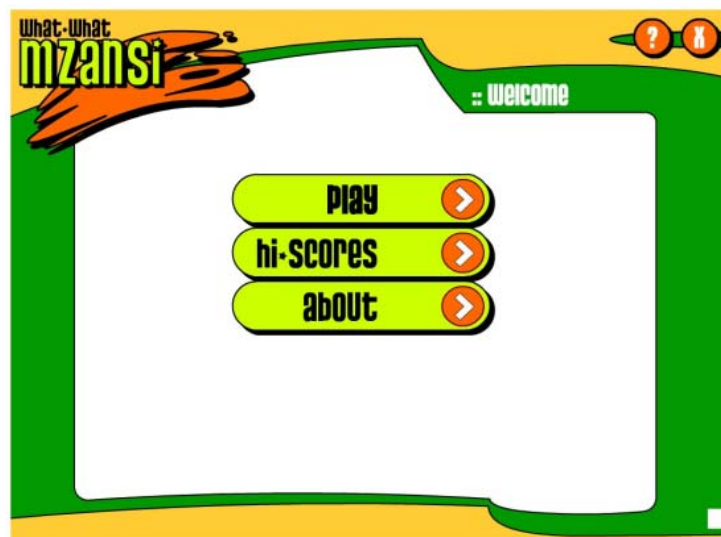 What-What
mzansi
? X
:: welcome
play
hi-scores
about